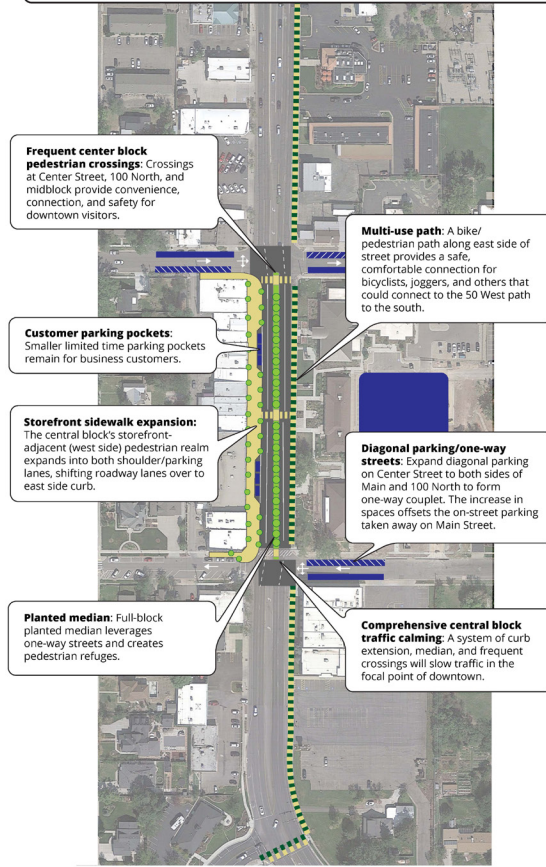 Frequent center block
pedestrian crossings: Crossings
at Center Street, 100 North, and
midblock provide convenience,
connection, and safety for
downtown visitors.
Multi-use path: A bike/
pedestrian path along east side of
street provides a safe,
comfortable connection for
bicyclists, joggers, and others that
could connect to the 50 West path
to the south.
Customer parking pockets:
Smaller limited time parking pockets
remain for business customers.
Storefront sidewalk expansion:
The central block's storefront-
adjacent (west side) pedestrian realm
expands into both shoulder/parking
lanes, shifting roadway lanes over to
east side curb.
Diagonal parking/one-way
streets: Expand diagonal parking
on Center Street to both sides of
Main and 100 North to form
one-way couplet. The increase in
spaces offsets the on-street parking
taken away on Main Street.
Planted median: Full-block
planted median leverages
one-way streets and creates
pedestrian refuges.
Comprehensive central block
traffic calming: A system of curb
extension, median, and frequent
crossings will slow traffic in the
focal point of downtown.